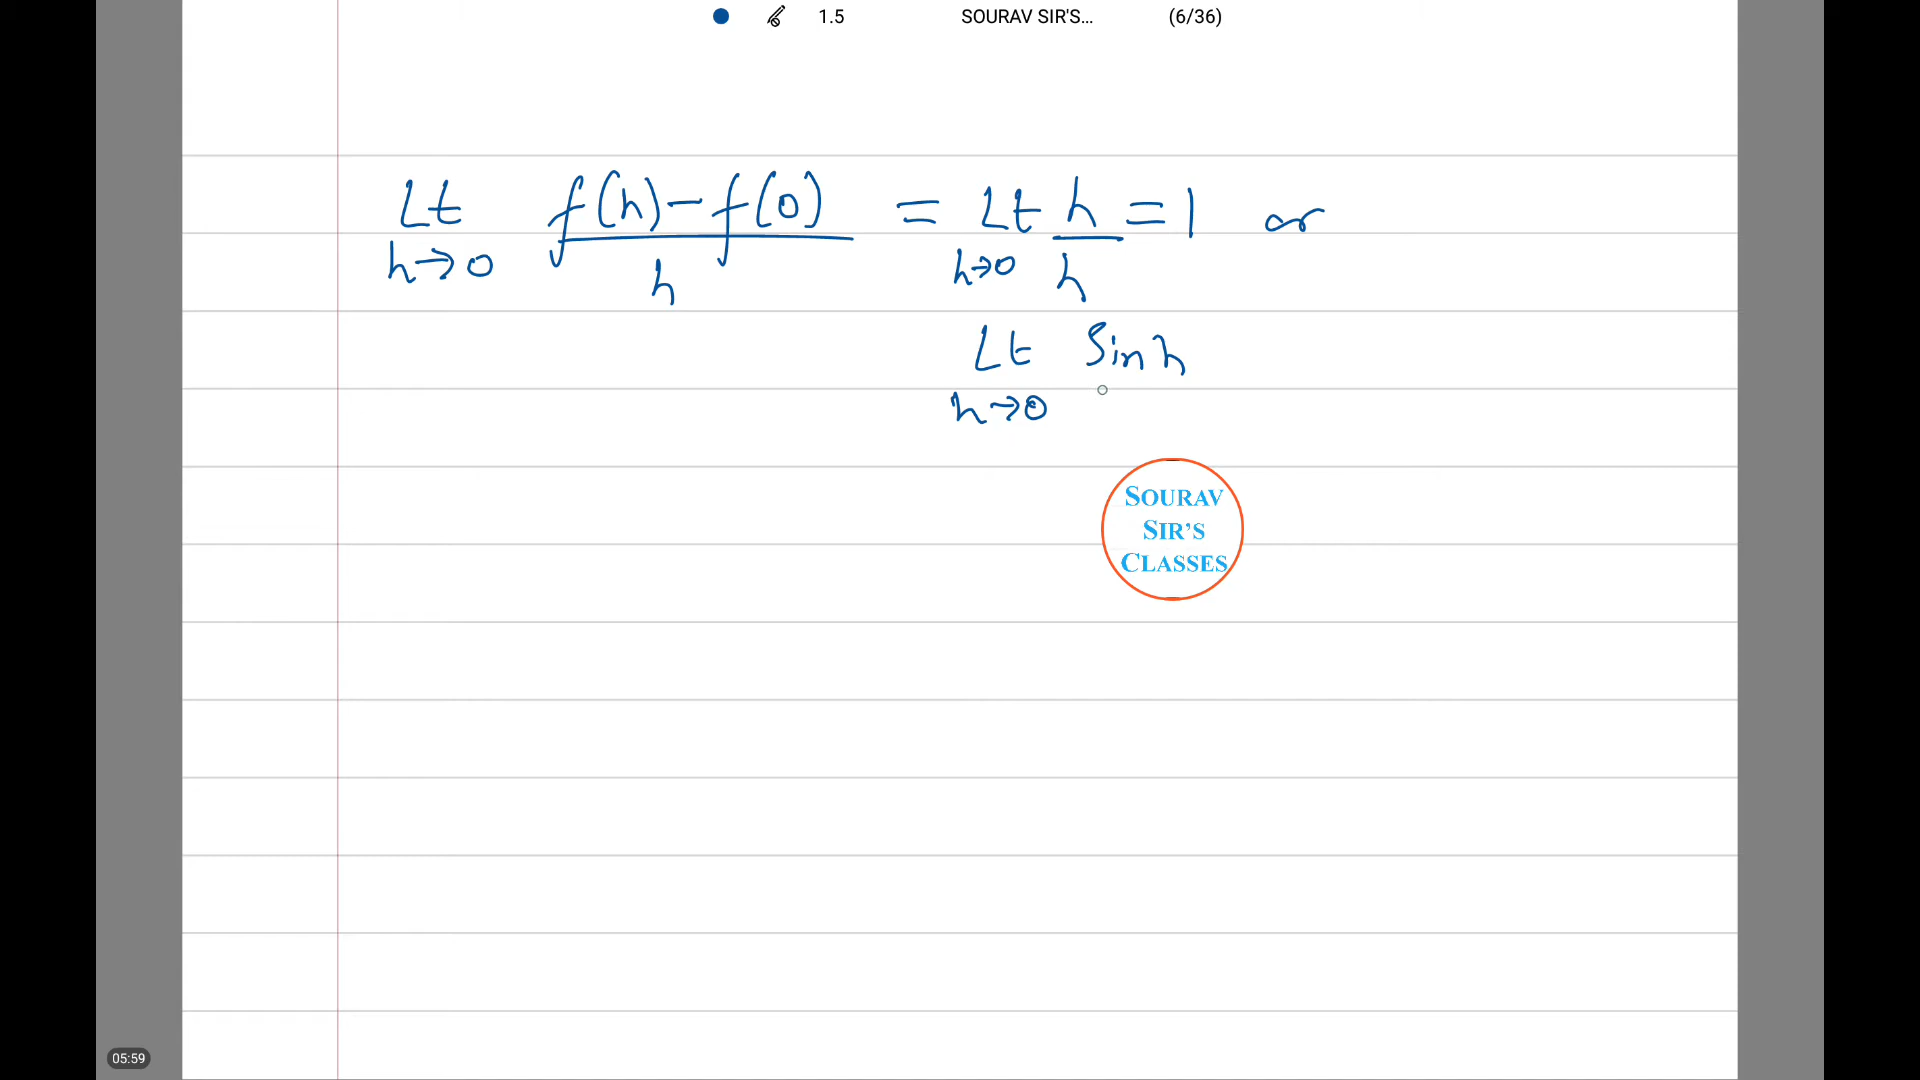 1.5 SOURAV SIR'S... (6/36)
Lt f(h)-f(0) = Lt h = 1 or
h→0 h h→0 h
Lt Sin h
h→0
SOURAV
SIR'S
CLASSES
05:59